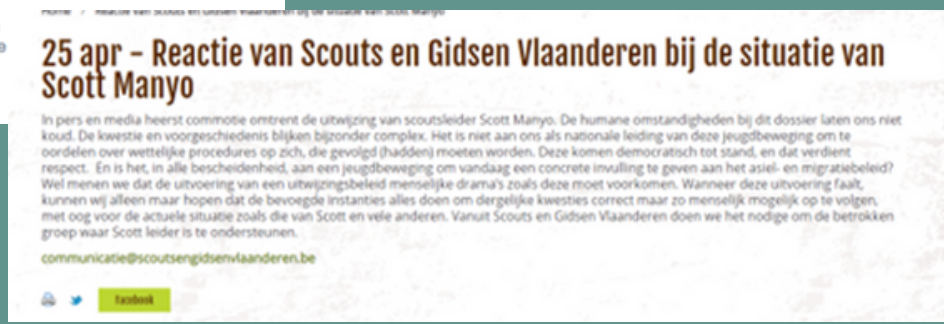 Home / Reactie van Scouts en Gidsen Vlaanderen bij de situatie van Scott Manyo
25 apr – Reactie van Scouts en Gidsen Vlaanderen bij de situatie van
Scott Manyo
In pers en media heerst commotie omtrent de uitwijzing van scoutsleider Scott Manyo. De humane omstandigheden bij dit dossier laten ons niet
koud. De kwestie en voorgeschiedenis blijken bijzonder complex. Het is niet aan ons als nationale leiding van deze jeugdbeweging om te
oordelen over wettelijke procedures op zich, die gevolgd (hadden) moeten worden. Deze komen democratisch tot stand, en dat verdient
respect. En is het, in alle bescheidenheid, aan een jeugdbeweging om vandaag een concrete invulling te geven aan het asiel- en migratiebeleid?
Wel menen we dat de uitvoering van een uitwijzingsbeleid menselijke drama's zoals deze moet voorkomen. Wanneer deze uitvoering faalt,
kunnen wij alleen maar hopen dat de bevoegde instanties alles doen om dergelijke kwesties correct maar zo menselijk mogelijk op te volgen,
met oog voor de actuele situatie zoals die van Scott en vele anderen. Vanuit Scouts en Gidsen Vlaanderen doen we het nodige om de betrokken
groep waar Scott leider is te ondersteunen.
communicatie@scoutsengidsenvlaanderen.be
facebook